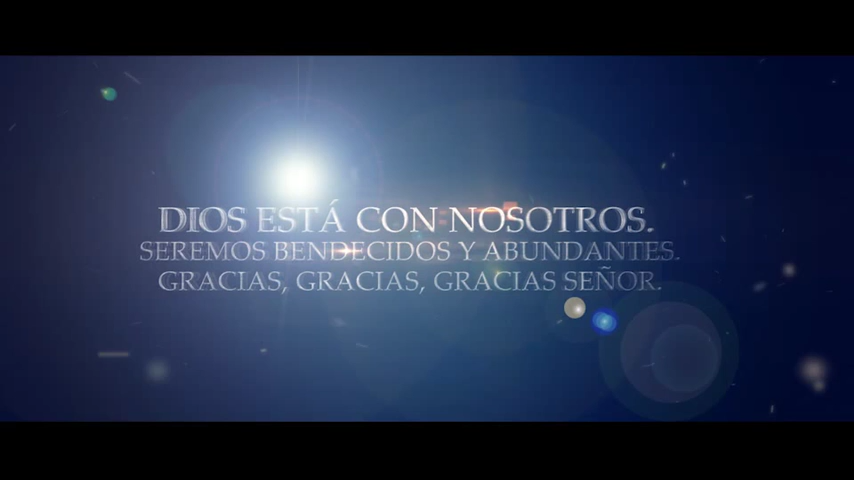 DIOS ESTÁ CON NOSOTROS.
SEREMOS BENDECIDOS Y ABUNDANTES.
GRACIAS, GRACIAS, GRACIAS SEÑOR.